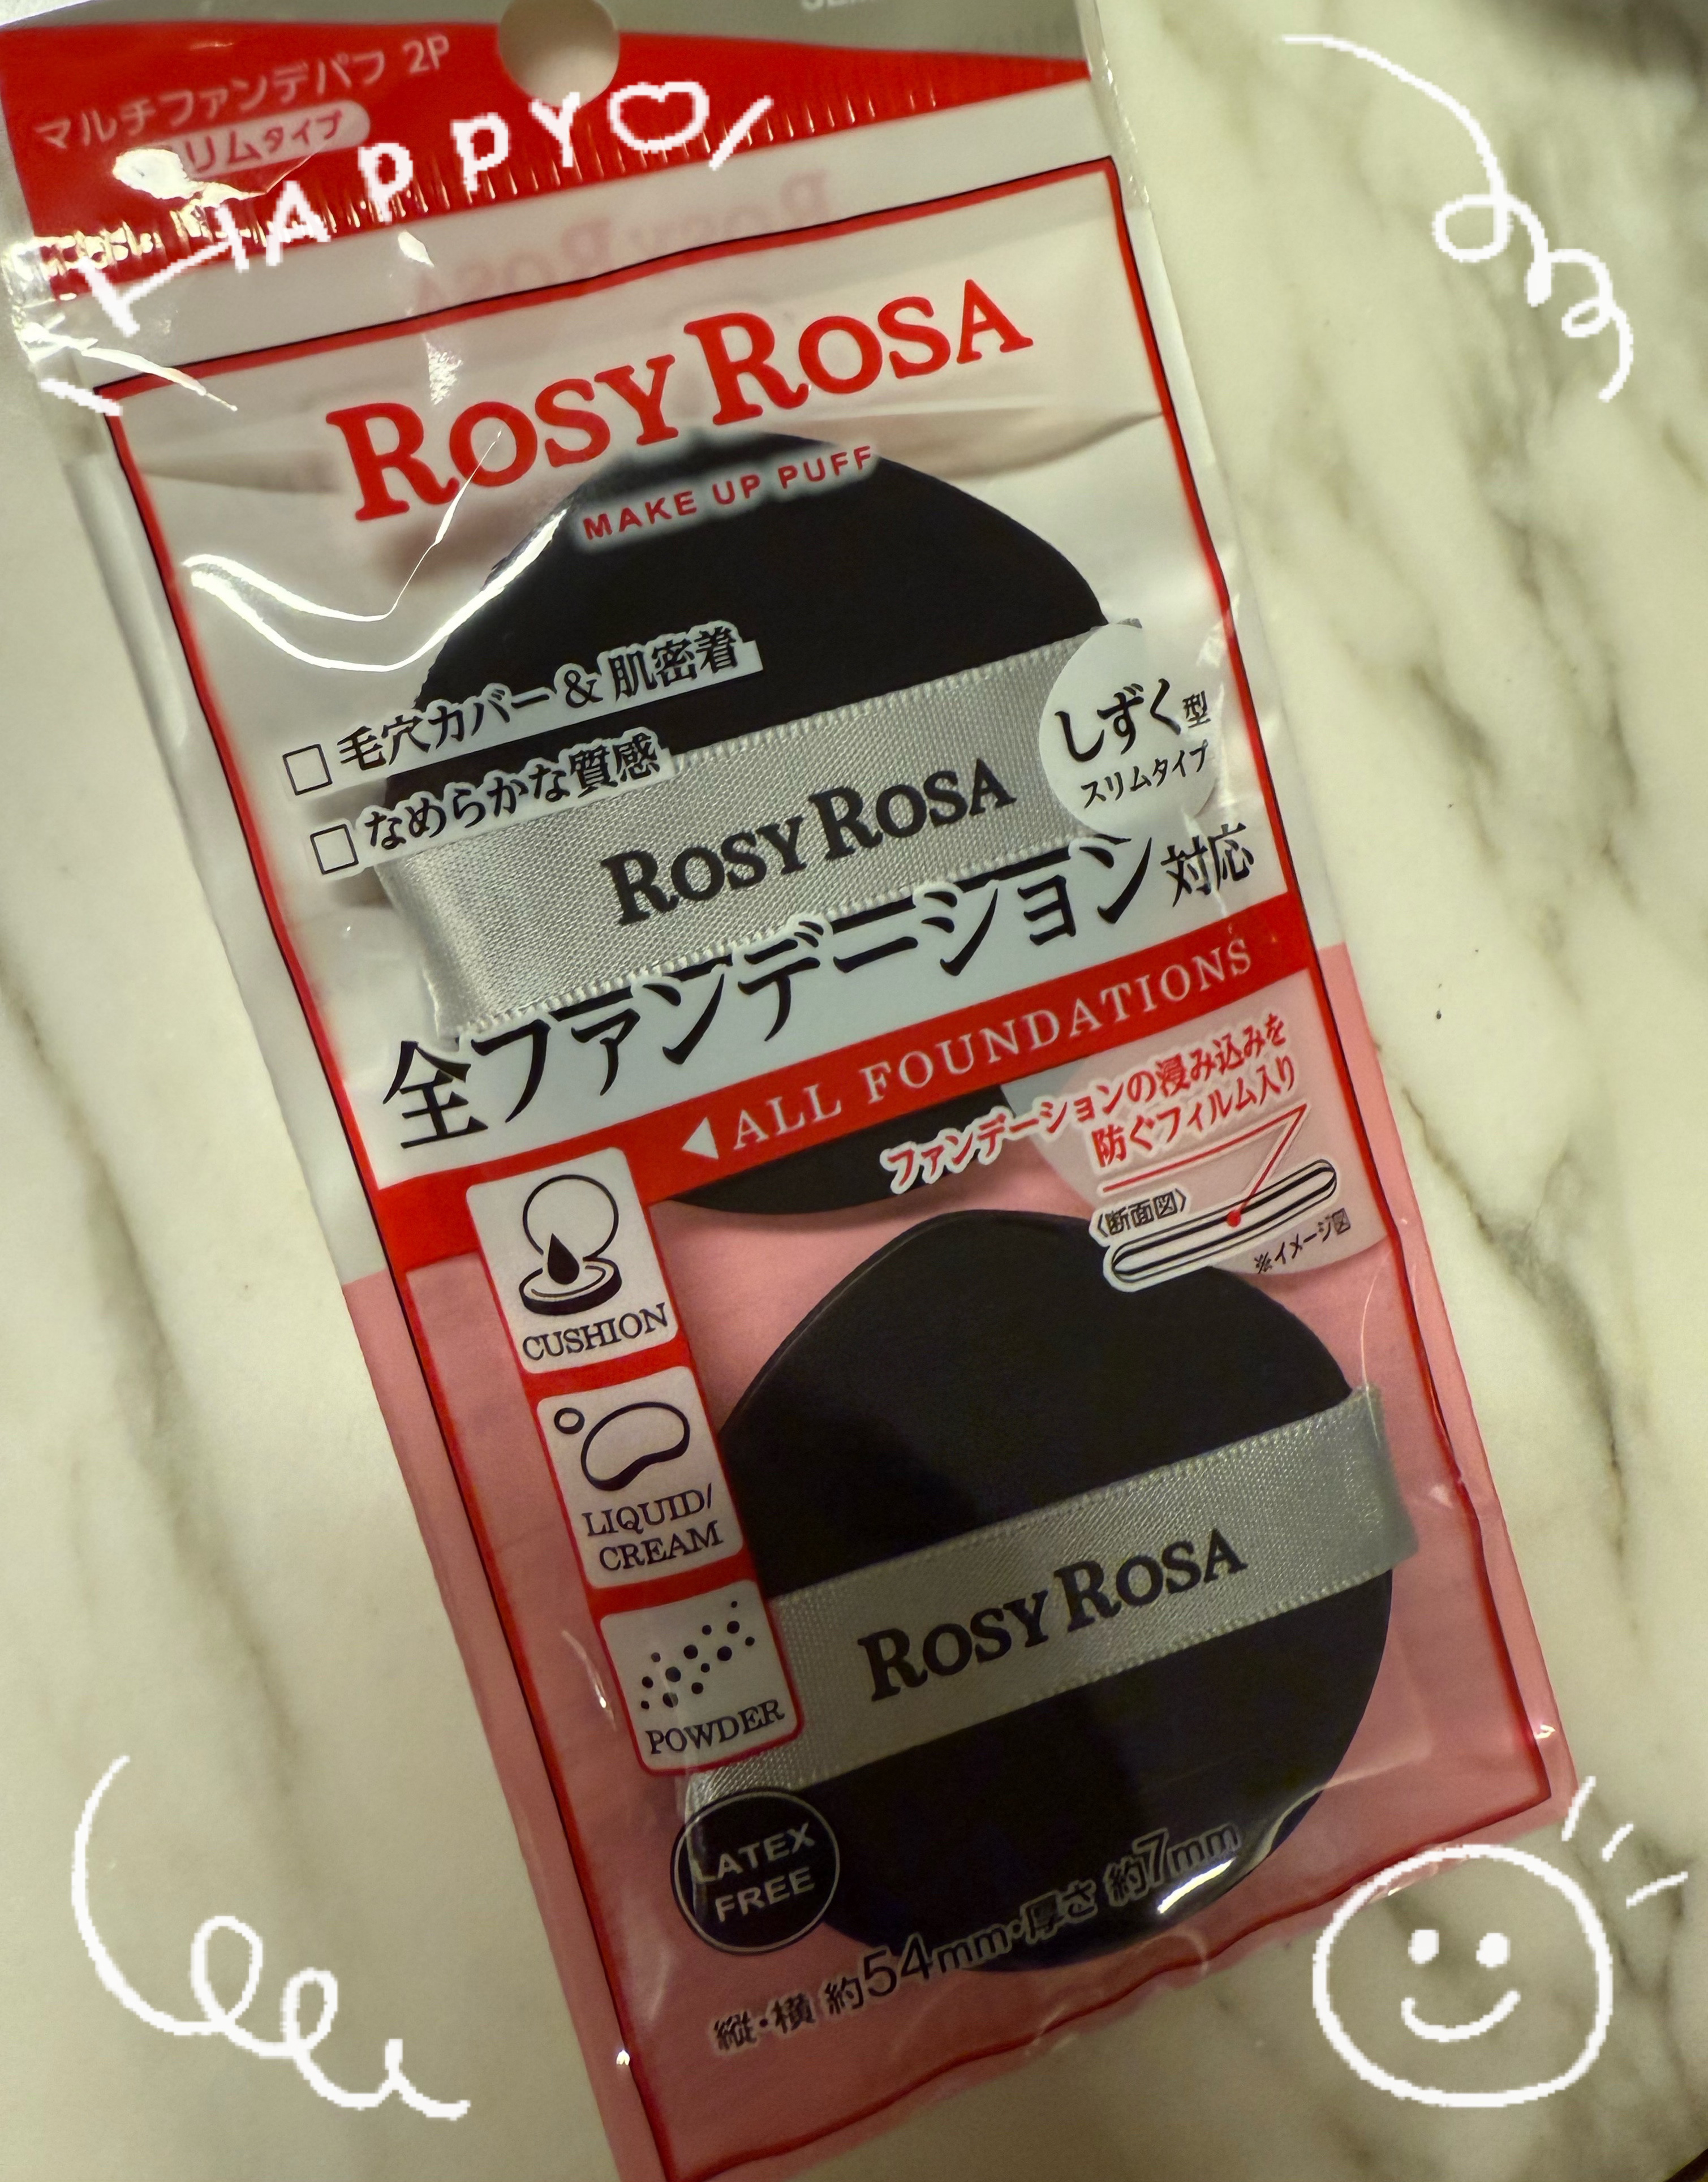 マルチファンデパフ 2P
スリムタイプ
HAPPY♡
ROSY ROSA
MAKE UP PUFF
□ 毛穴カバー & 肌密着
□ なめらかな質感
しずく型
スリムタイプ
ROSY ROSA
全ファンデーション対応
◀ALL FOUNDATIONS
ファンデーションの浸み込みを
防ぐフィルム入り
〈断面図〉
※イメージ図
CUSHION
LIQUID/
CREAM
POWDER
ROSY ROSA
LATEX
FREE
縦・横 約54mm・厚さ 約7mm